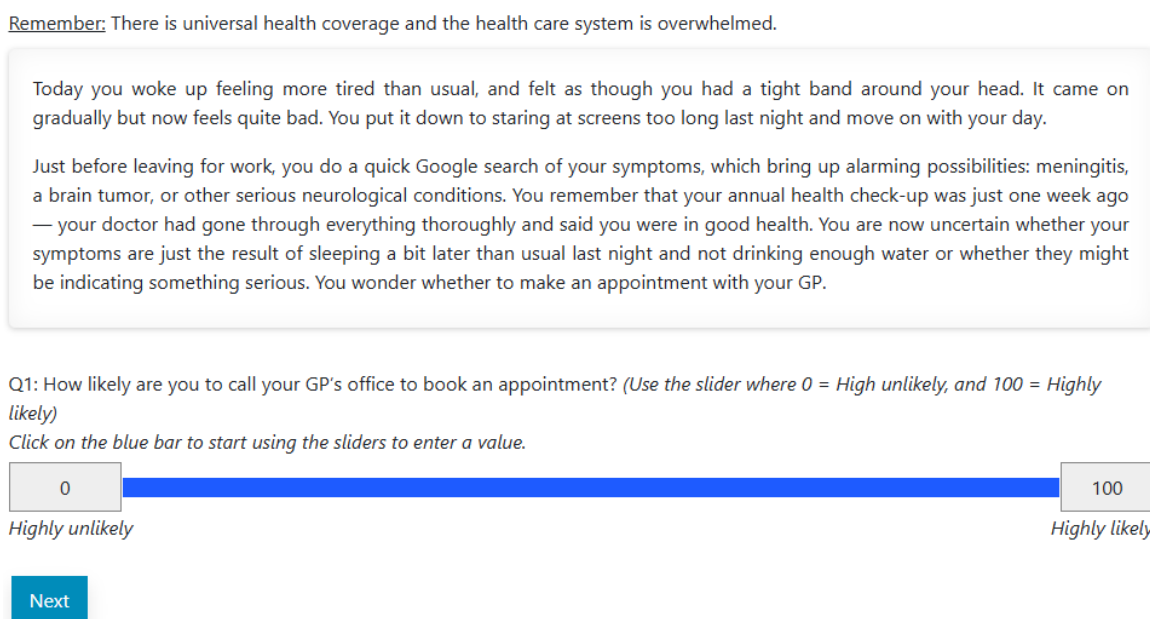 Remember: There is universal health coverage and the health care system is overwhelmed.
Today you woke up feeling more tired than usual, and felt as though you had a tight band around your head. It came on
gradually but now feels quite bad. You put it down to staring at screens too long last night and move on with your day.
Just before leaving for work, you do a quick Google search of your symptoms, which bring up alarming possibilities: meningitis,
a brain tumor, or other serious neurological conditions. You remember that your annual health check-up was just one week ago
— your doctor had gone through everything thoroughly and said you were in good health. You are now uncertain whether your
symptoms are just the result of sleeping a bit later than usual last night and not drinking enough water or whether they might
be indicating something serious. You wonder whether to make an appointment with your GP.
Q1: How likely are you to call your GP's office to book an appointment? (Use the slider where 0 = High unlikely, and 100 = Highly
likely)
Click on the blue bar to start using the sliders to enter a value.
0 100
Highly unlikely Highly likely
Next